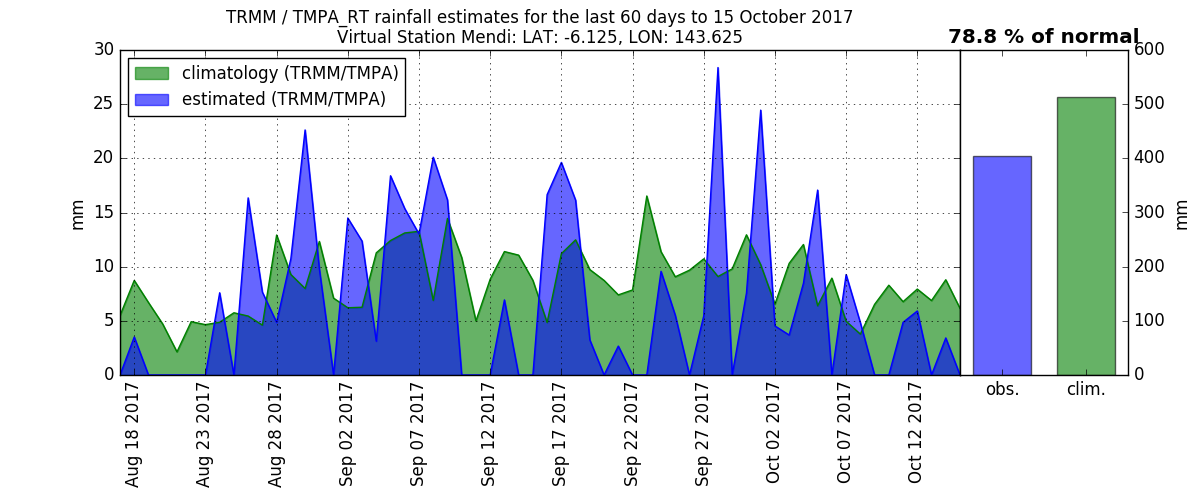 TRMM / TMPA_RT rainfall estimates for the last 60 days to 15 October 2017
Virtual Station Mendi: LAT: -6.125, LON: 143.625
78.8 % of normal
climatology (TRMM/TMPA)
estimated (TRMM/TMPA)
30
25
20
15
10
5
0
mm
600
500
400
300
200
100
0
mm
Aug 18 2017
Aug 23 2017
Aug 28 2017
Sep 02 2017
Sep 07 2017
Sep 12 2017
Sep 17 2017
Sep 22 2017
Sep 27 2017
Oct 02 2017
Oct 07 2017
Oct 12 2017
obs.
clim.